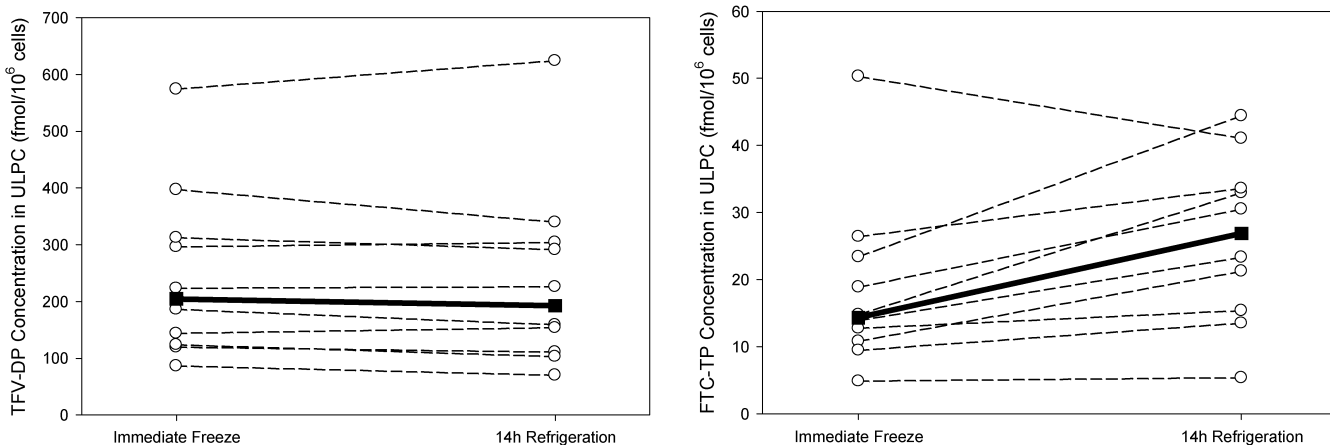 TFV-DP Concentration in ULPC (fmol/10⁶ cells)
700
600
500
400
300
200
100
0
Immediate Freeze
14h Refrigeration
FTC-TP Concentration in ULPC (fmol/10⁶ cells)
60
50
40
30
20
10
0
Immediate Freeze
14h Refrigeration